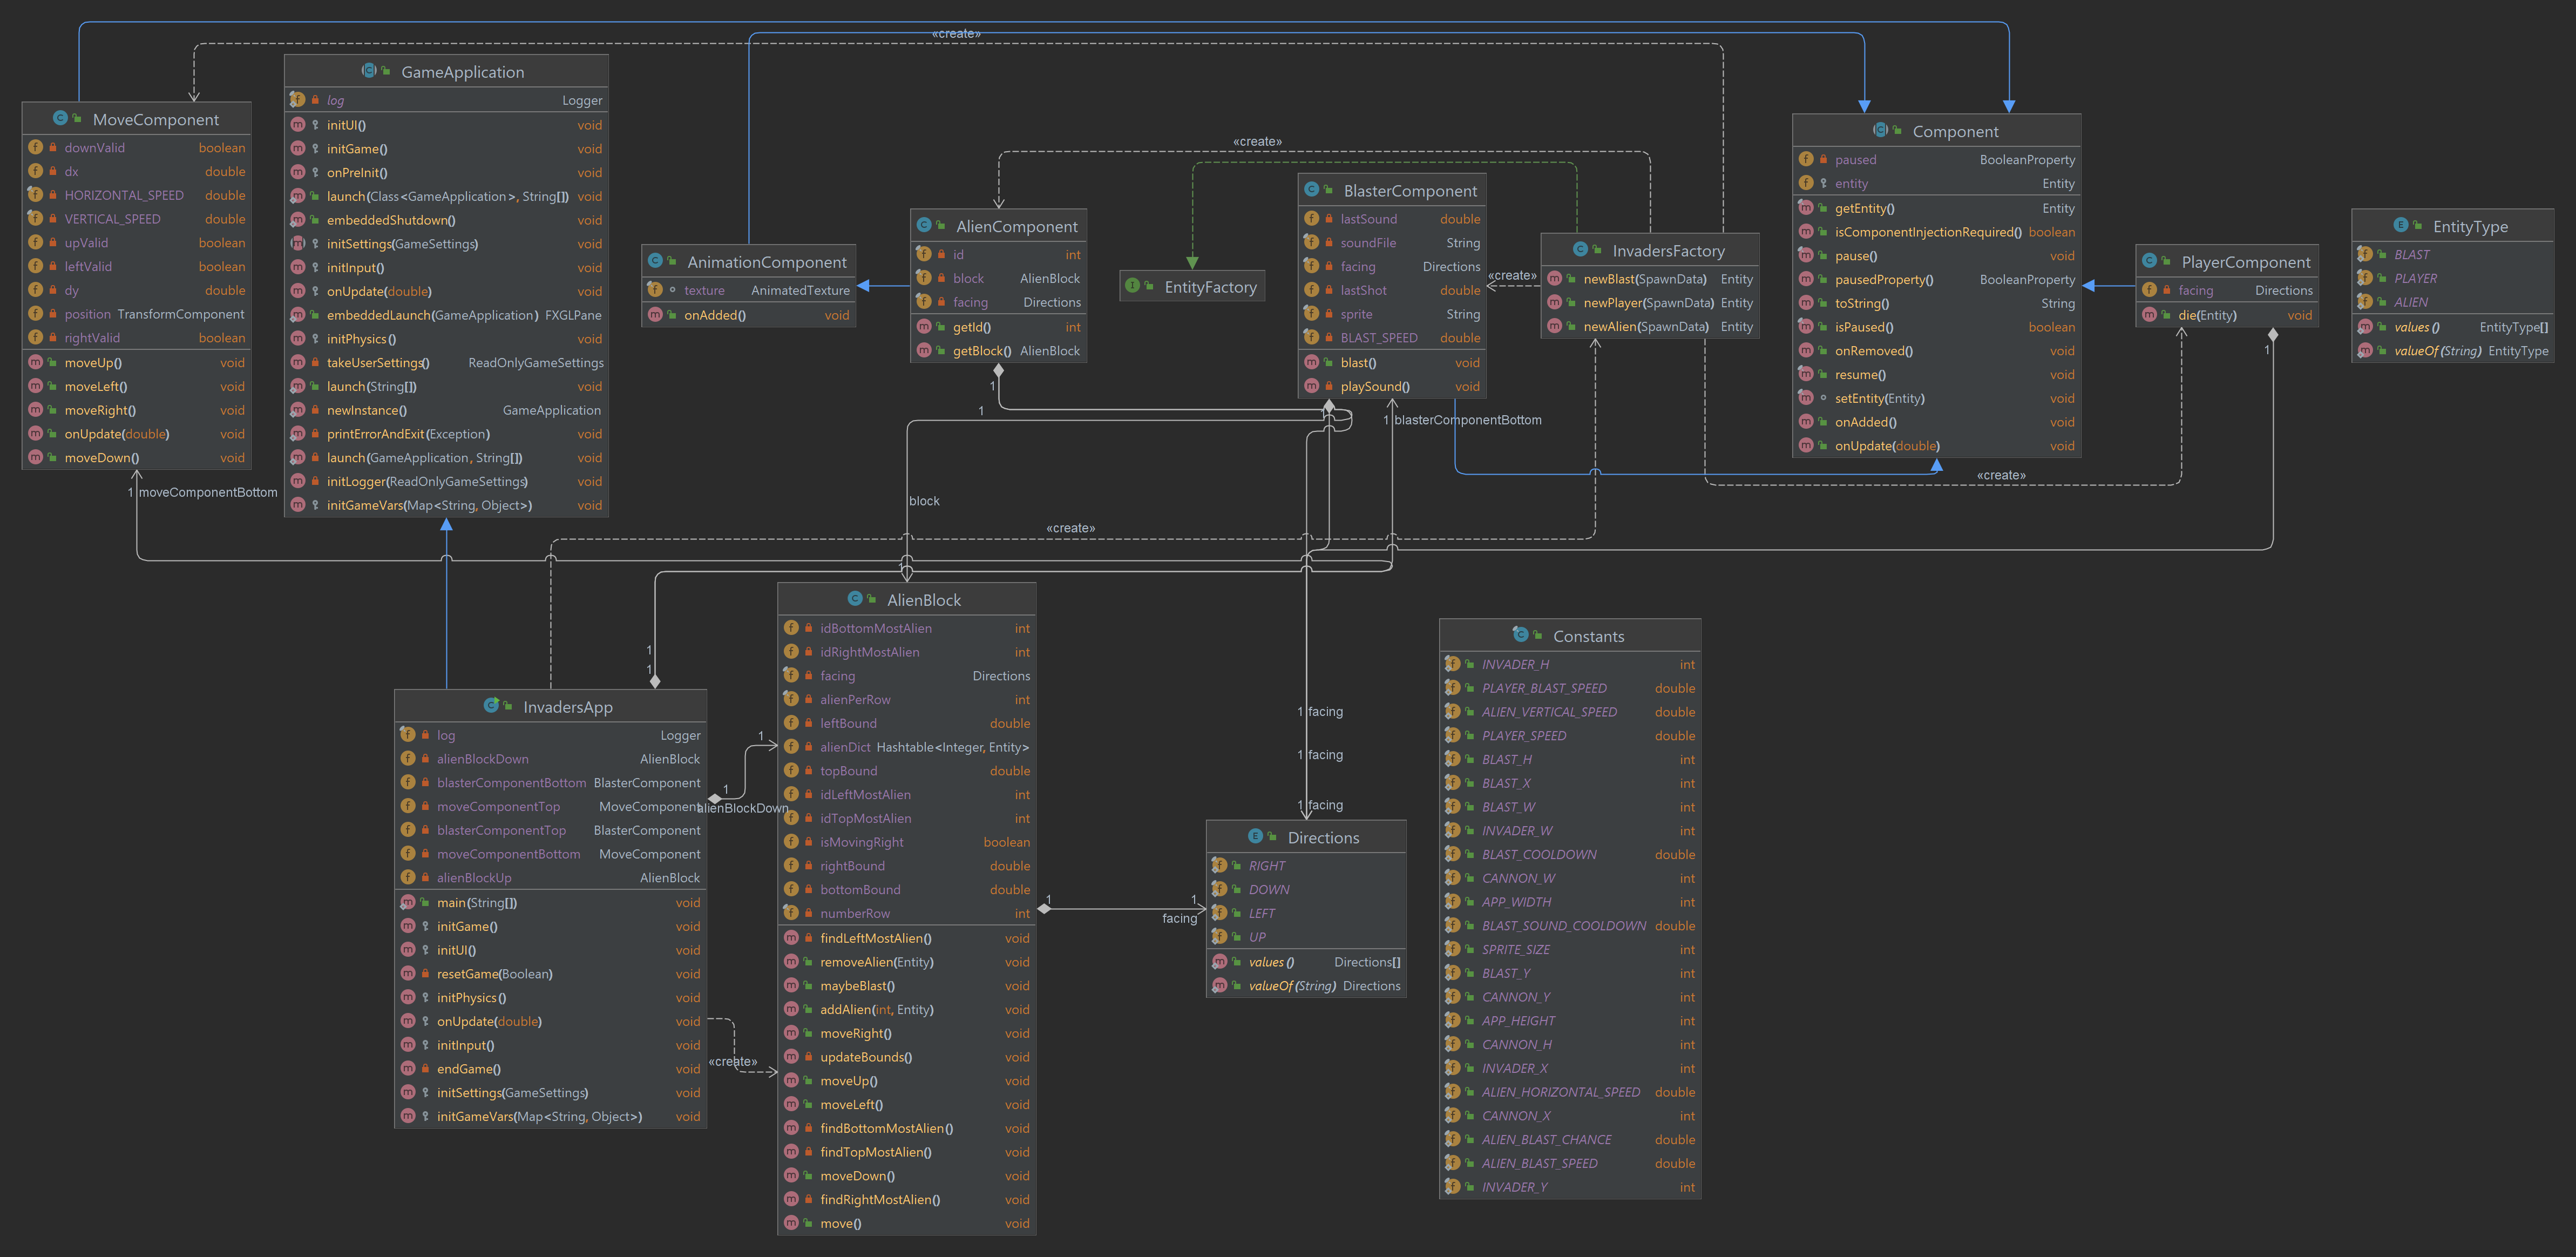 «create»
GameApplication
log Logger
initUI() void
initGame() void
onPreInit() void
launch(Class<GameApplication>, String[]) void
embeddedShutdown() void
initSettings(GameSettings) void
initInput() void
onUpdate(double) void
embeddedLaunch(GameApplication) FXGLPane
initPhysics() void
takeUserSettings() ReadOnlyGameSettings
launch(String[]) void
newInstance() GameApplication
printErrorAndExit(Exception) void
launch(GameApplication, String[]) void
initLogger(ReadOnlyGameSettings) void
initGameVars(Map<String, Object>) void
MoveComponent
downValid boolean
dx double
HORIZONTAL_SPEED double
VERTICAL_SPEED double
upValid boolean
leftValid boolean
dy double
position TransformComponent
rightValid boolean
moveUp() void
moveLeft() void
moveRight() void
onUpdate(double) void
moveDown() void
1 moveComponentBottom
AnimationComponent
texture AnimatedTexture
onAdded() void
«create»
AlienComponent
id int
block AlienBlock
facing Directions
getId() int
getBlock() AlienBlock
1
1
block
EntityFactory
BlasterComponent
lastSound double
soundFile String
facing Directions
lastShot double
sprite String
BLAST_SPEED double
blast() void
playSound() void
1 blasterComponentBottom
«create»
InvadersFactory
newBlast(SpawnData) Entity
newPlayer(SpawnData) Entity
newAlien(SpawnData) Entity
Component
paused BooleanProperty
entity Entity
getEntity() Entity
isComponentInjectionRequired() boolean
pause() void
pausedProperty() BooleanProperty
toString() String
isPaused() boolean
onRemoved() void
resume() void
setEntity(Entity) void
onAdded() void
onUpdate(double) void
«create»
PlayerComponent
facing Directions
die(Entity) void
1
EntityType
BLAST
PLAYER
ALIEN
values() EntityType[]
valueOf(String) EntityType
«create»
1
1
InvadersApp
log Logger
alienBlockDown AlienBlock
blasterComponentBottom BlasterComponent
moveComponentTop MoveComponent
blasterComponentTop BlasterComponent
moveComponentBottom MoveComponent
alienBlockUp AlienBlock
main(String[]) void
initGame() void
initUI() void
resetGame(Boolean) void
initPhysics() void
onUpdate(double) void
initInput() void
endGame() void
initSettings(GameSettings) void
initGameVars(Map<String, Object>) void
1
1
alienBlockDown
«create»
AlienBlock
idBottomMostAlien int
idRightMostAlien int
facing Directions
alienPerRow int
leftBound double
alienDict Hashtable<Integer, Entity>
topBound double
idLeftMostAlien int
idTopMostAlien int
isMovingRight boolean
rightBound double
bottomBound double
numberRow int
findLeftMostAlien() void
removeAlien(Entity) void
maybeBlast() void
addAlien(int, Entity) void
moveRight() void
updateBounds() void
moveUp() void
moveLeft() void
findBottomMostAlien() void
findTopMostAlien() void
moveDown() void
findRightMostAlien() void
move() void
1
1
facing
1 facing
1 facing
1 facing
Directions
RIGHT
DOWN
LEFT
UP
values() Directions[]
valueOf(String) Directions
Constants
INVADER_H int
PLAYER_BLAST_SPEED double
ALIEN_VERTICAL_SPEED double
PLAYER_SPEED double
BLAST_H int
BLAST_X int
BLAST_W int
INVADER_W int
BLAST_COOLDOWN double
CANNON_W int
APP_WIDTH int
BLAST_SOUND_COOLDOWN double
SPRITE_SIZE int
BLAST_Y int
CANNON_Y int
APP_HEIGHT int
CANNON_H int
INVADER_X int
ALIEN_HORIZONTAL_SPEED double
CANNON_X int
ALIEN_BLAST_CHANCE double
ALIEN_BLAST_SPEED double
INVADER_Y int